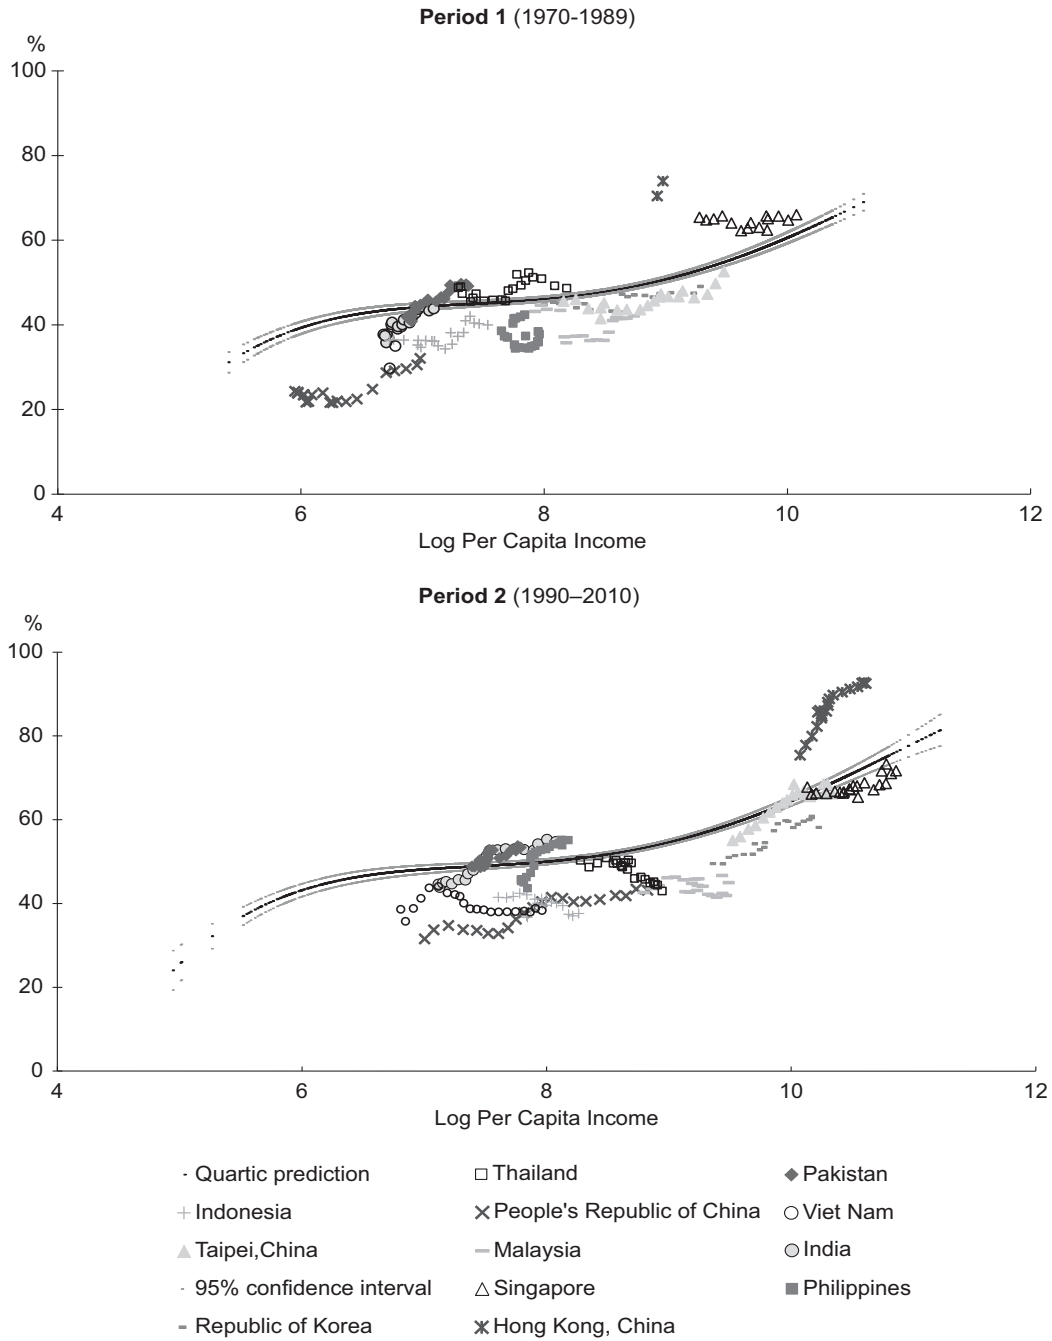 Period 1 (1970-1989)
%
100
80
60
40
20
0
4 6 8 10 12
Log Per Capita Income
Period 2 (1990–2010)
%
100
80
60
40
20
0
4 6 8 10 12
Log Per Capita Income
Quartic prediction Thailand Pakistan
Indonesia People's Republic of China Viet Nam
Taipei,China Malaysia India
95% confidence interval Singapore Philippines
Republic of Korea Hong Kong, China